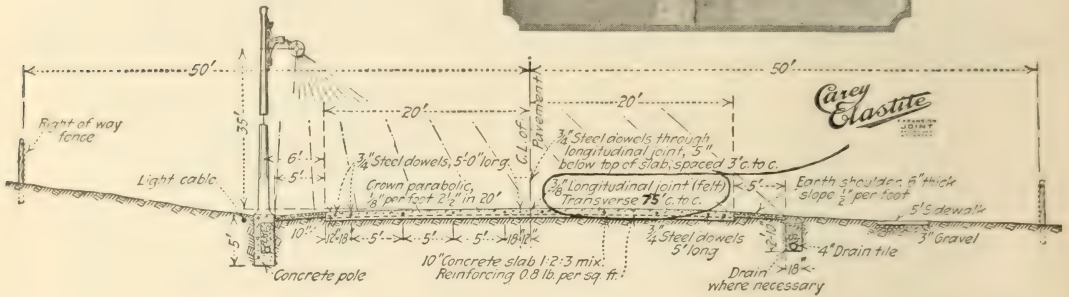 50'
50'
20'
20'
Carey
Elastite
JOINT
35'
C.L. of
Pavement
Right of way
fence
3/4" Steel dowels through
longitudinal joint, 5"
below top of slab, spaced 3' c. to c.
6'
5'
3/4" Steel dowels, 5'-0" long.
Light cable
Crown parabolic,
1/8" per foot 2 1/2" in 20'
3/8" Longitudinal joint (felt)
Transverse 75' c. to c.
5'
Earth shoulder, 6" thick
slope 1/2" per foot
5' Sidewalk
3" Gravel
5'
10"
12"-18"
5'
5'
5'
18" 12"
3/4" Steel dowels
5' long
4" Drain tile
18"
Concrete pole
10" Concrete slab 1:2:3 mix.
Reinforcing 0.8 lb. per sq. ft.
Drain
where necessary